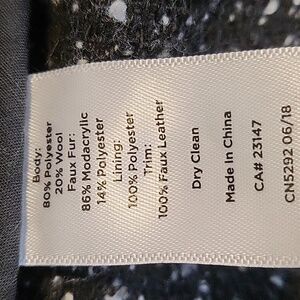 Body:
80% Polyester
20% Wool
Faux Fur:
86% Modacrylic
14% Polyester
Lining:
100% Polyester
Trim:
100% Faux Leather
Dry Clean
Made In China
CA# 23147
CN5292 06/18